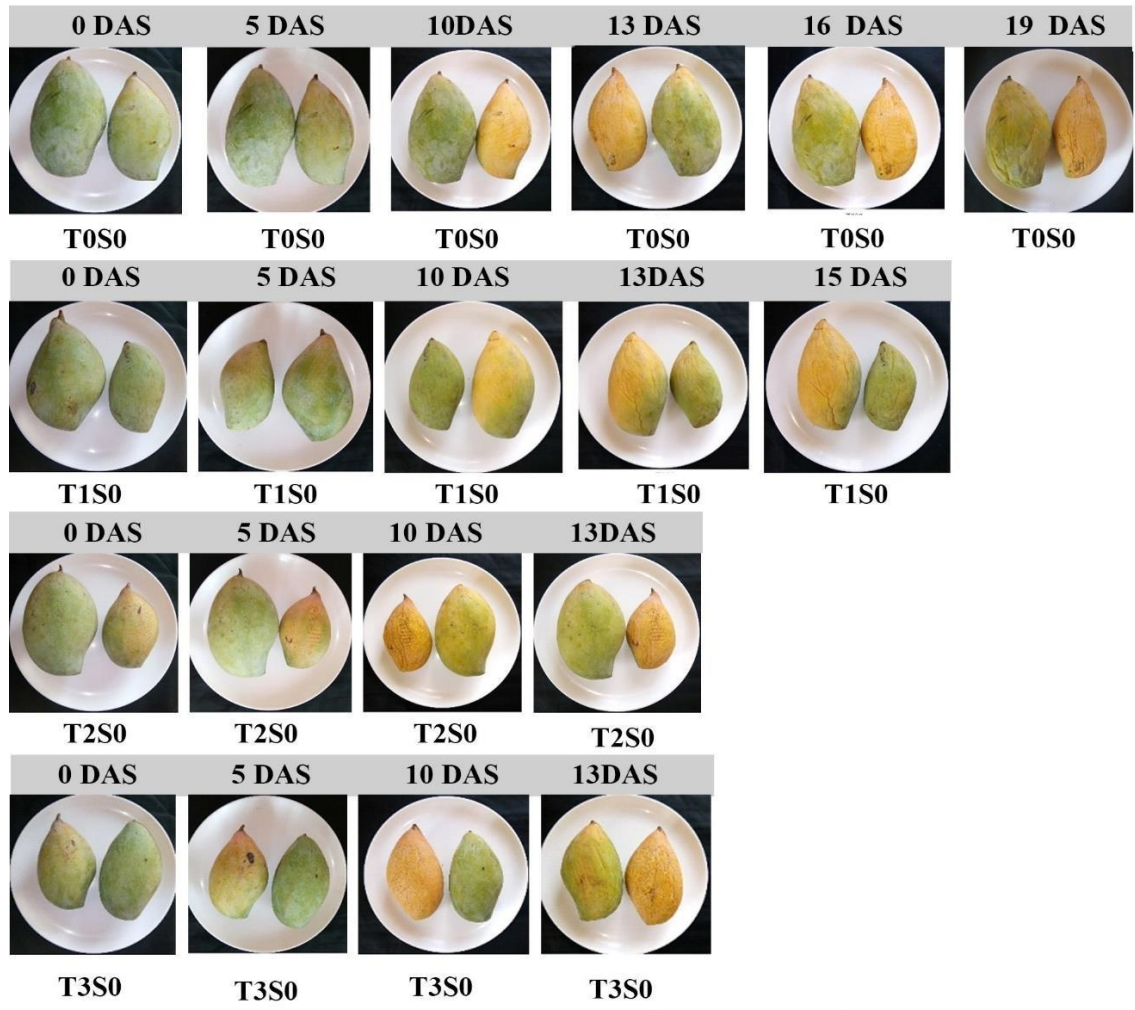 0 DAS 5 DAS 10DAS 13 DAS 16 DAS 19 DAS
T0S0 T0S0 T0S0 T0S0 T0S0 T0S0
0 DAS 5 DAS 10 DAS 13DAS 15 DAS
T1S0 T1S0 T1S0 T1S0 T1S0
0 DAS 5 DAS 10 DAS 13DAS
T2S0 T2S0 T2S0 T2S0
0 DAS 5 DAS 10 DAS 13DAS
T3S0 T3S0 T3S0 T3S0